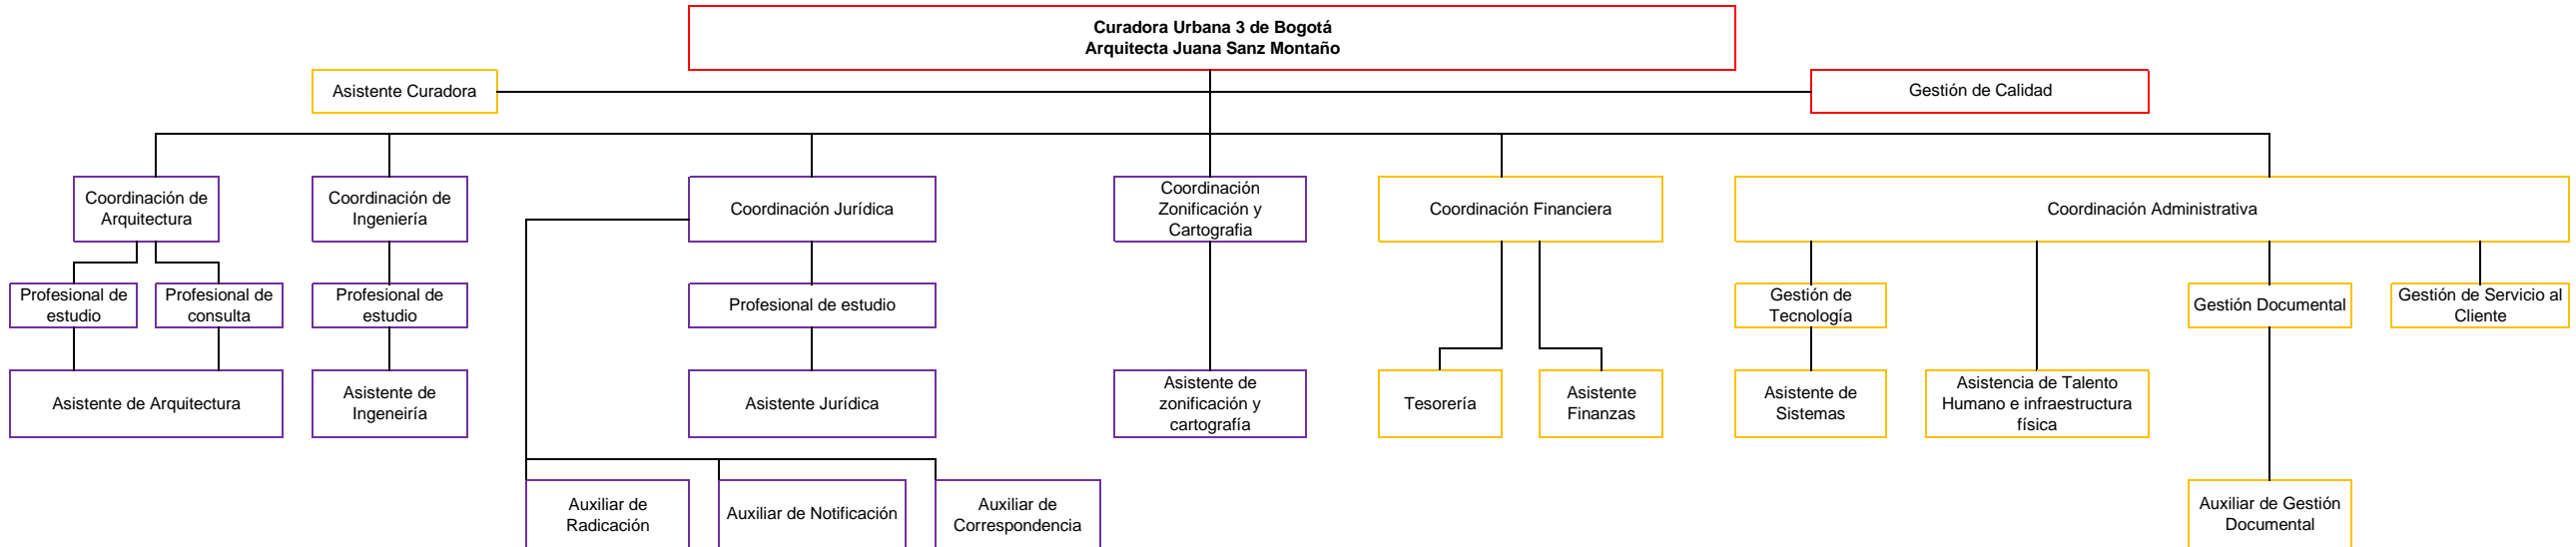 Curadora Urbana 3 de Bogotá
Arquitecta Juana Sanz Montaño
Asistente Curadora
Gestión de Calidad
Coordinación de
Arquitectura
Coordinación de
Ingeniería
Coordinación Jurídica
Coordinación
Zonificación y
Cartografia
Coordinación Financiera
Coordinación Administrativa
Profesional de
estudio
Profesional de
consulta
Profesional de
estudio
Profesional de estudio
Gestión de
Tecnología
Gestión Documental
Gestión de Servicio al
Cliente
Asistente de Arquitectura
Asistente de
Ingeneiría
Asistente Jurídica
Asistente de
zonificación y
cartografía
Tesorería
Asistente
Finanzas
Asistente de
Sistemas
Asistencia de Talento
Humano e infraestructura
física
Auxiliar de
Radicación
Auxiliar de Notificación
Auxiliar de
Correspondencia
Auxiliar de Gestión
Documental